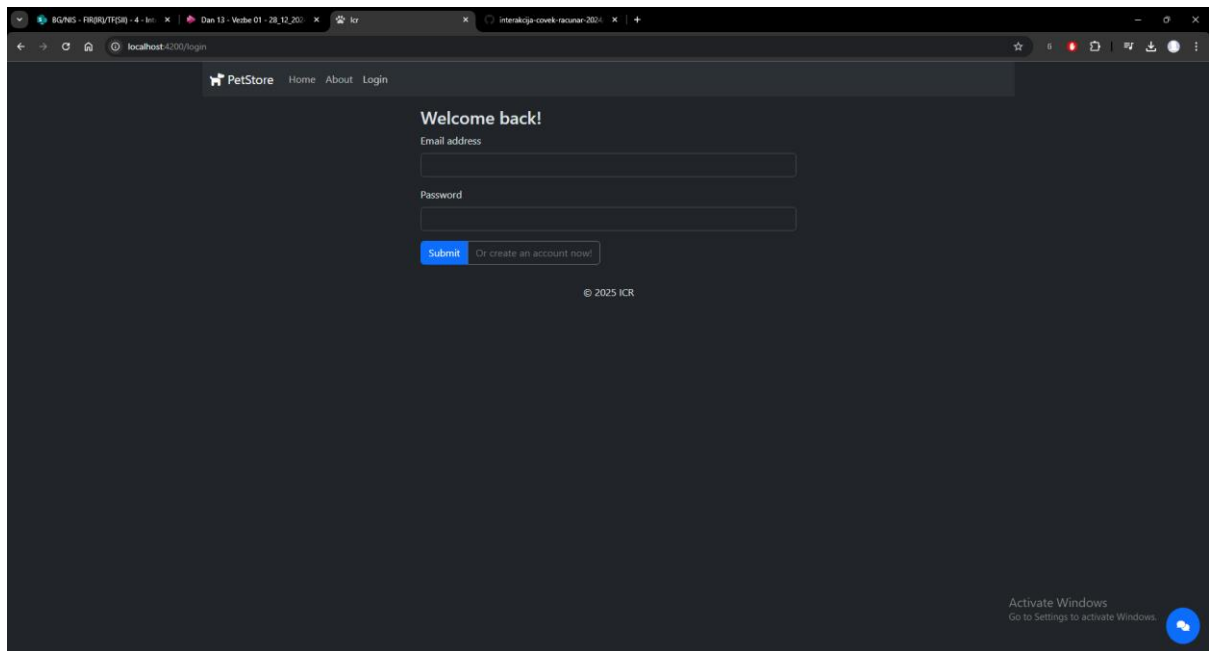 BG/NIS - FIR(IR)/TF(SII) - 4 - Int
Dan 13 - Vezbe 01 - 28_12_202
Icr
interakcija-covek-racunar-2024
localhost:4200/login
PetStore Home About Login
Welcome back!
Email address
Password
Submit Or create an account now!
© 2025 ICR
Activate Windows
Go to Settings to activate Windows.